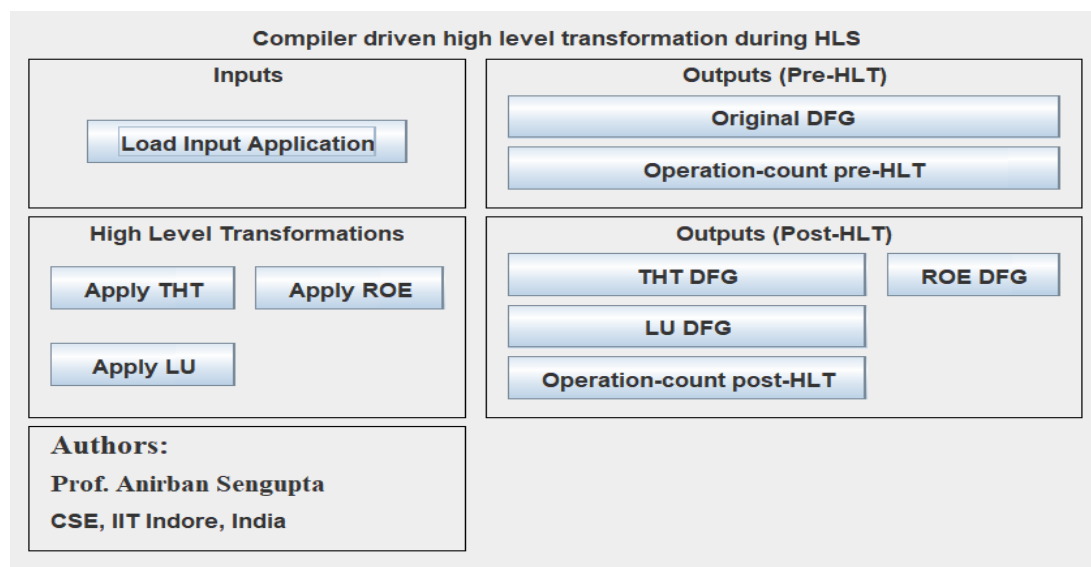 Compiler driven high level transformation during HLS
Inputs
Load Input Application
Outputs (Pre-HLT)
Original DFG
Operation-count pre-HLT
High Level Transformations
Apply THT
Apply ROE
Apply LU
Outputs (Post-HLT)
THT DFG
ROE DFG
LU DFG
Operation-count post-HLT
Authors:
Prof. Anirban Sengupta
CSE, IIT Indore, India